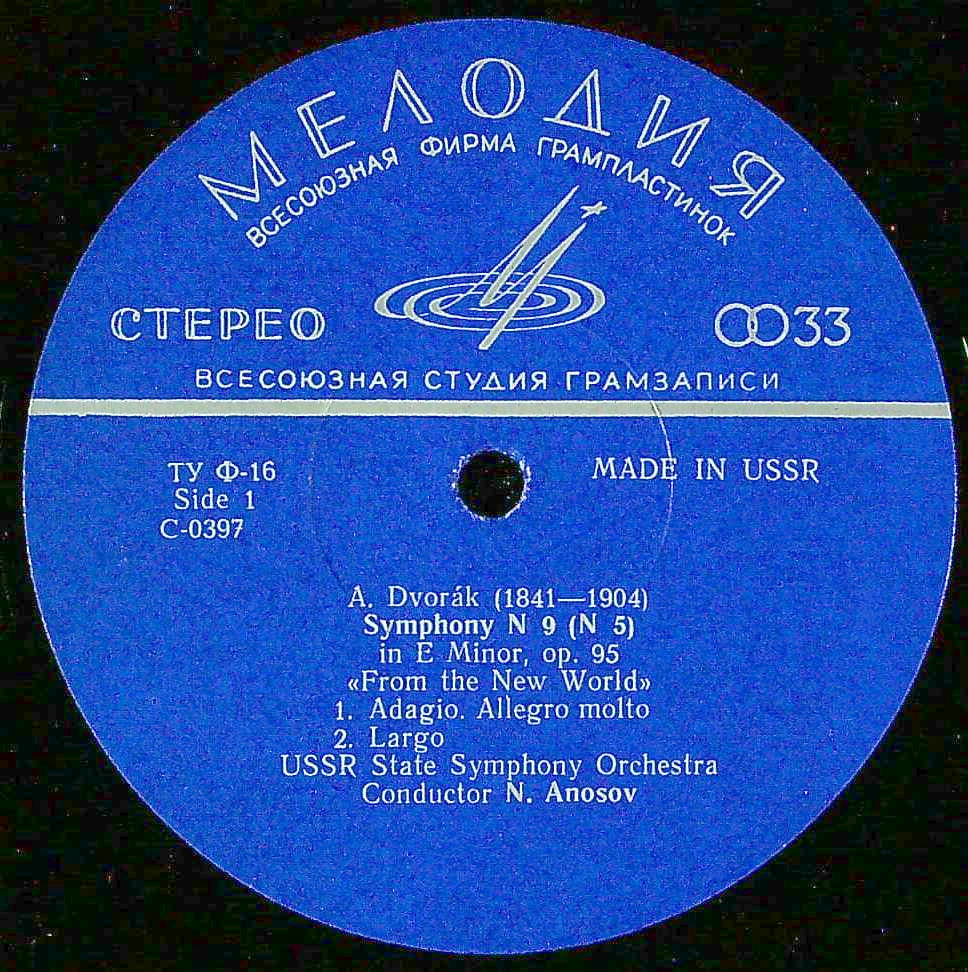 МЕЛОДИЯ
ВСЕСОЮЗНАЯ ФИРМА ГРАМПЛАСТИНОК
СТЕРЕО
33
ВСЕСОЮЗНАЯ СТУДИЯ ГРАМЗАПИСИ
ТУ Ф-16
MADE IN USSR
Side 1
С-0397
A. Dvorák (1841—1904)
Symphony N 9 (N 5)
in E Minor, op. 95
«From the New World»
1. Adagio. Allegro molto
2. Largo
USSR State Symphony Orchestra
Conductor N. Anosov